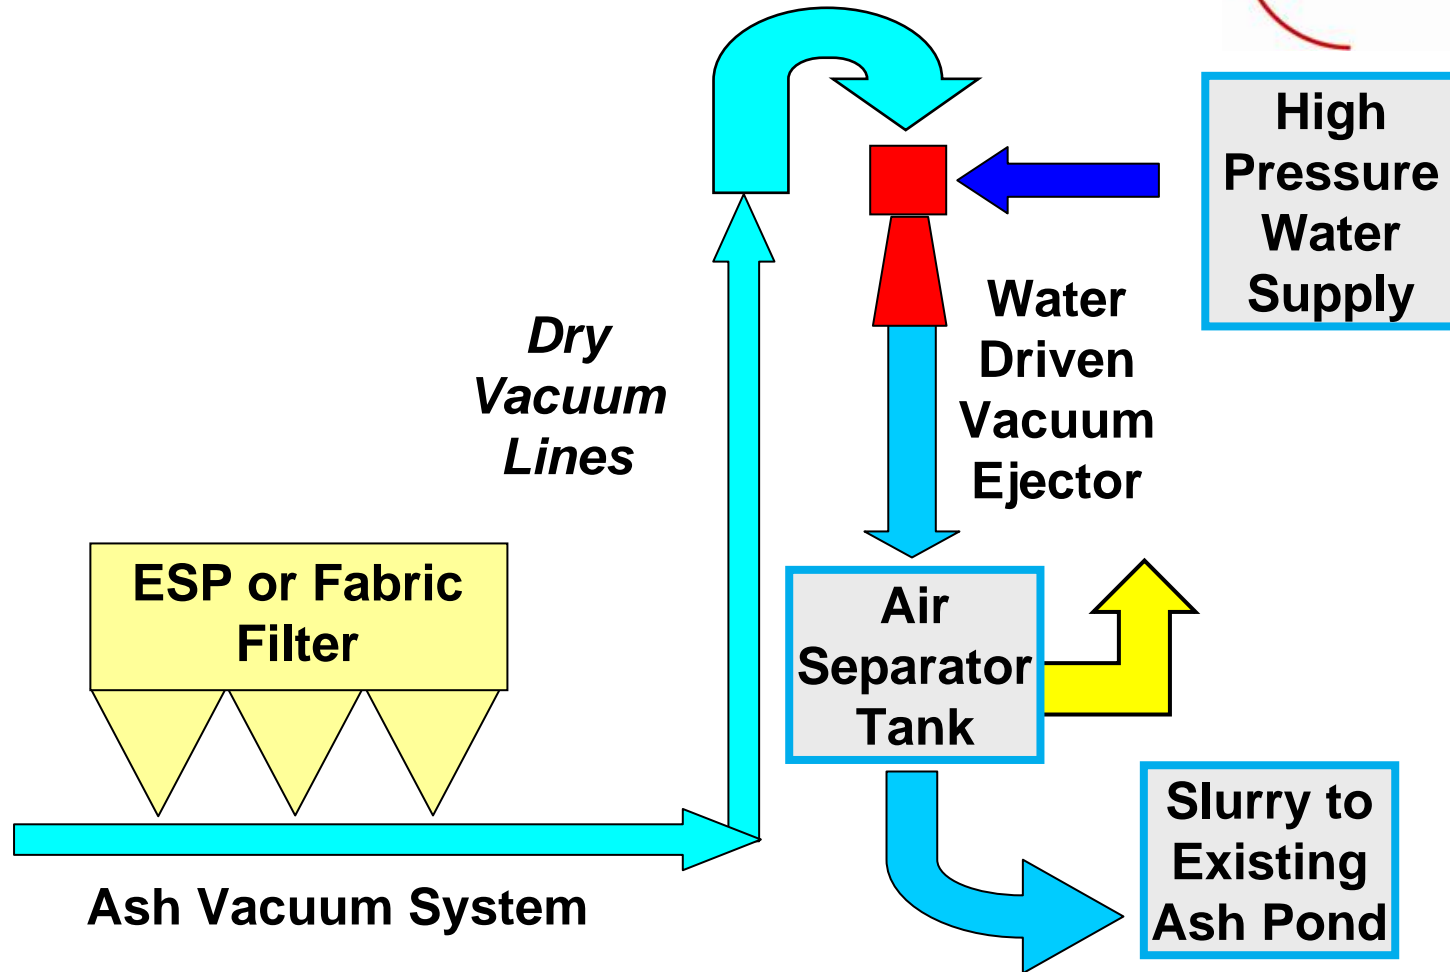 High
Pressure
Water
Supply
Water
Driven
Vacuum
Ejector
Dry
Vacuum
Lines
ESP or Fabric
Filter
Air
Separator
Tank
Slurry to
Existing
Ash Pond
Ash Vacuum System